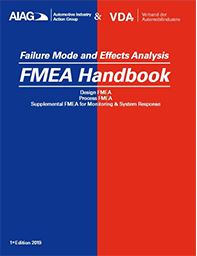 AIAG Automotive Industry Action Group & VDA Verband der Automobilindustrie
Failure Mode and Effects Analysis
FMEA Handbook
Design FMEA
Process FMEA
Supplemental FMEA for Monitoring & System Response
1st Edition 2019